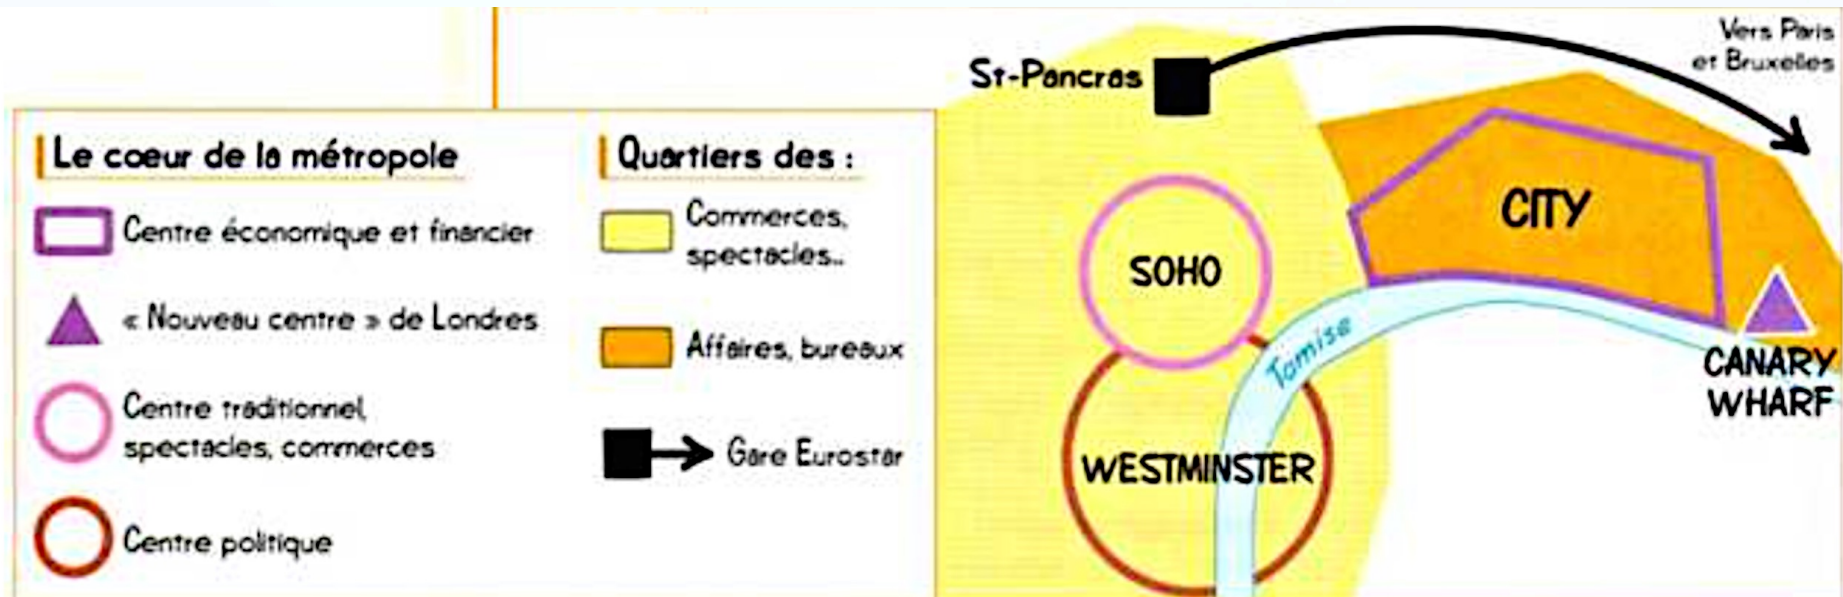 Le cœur de la métropole
Centre économique et financier
« Nouveau centre » de Londres
Centre traditionnel,
spectacles, commerces
Centre politique
Quartiers des :
Commerces,
spectacles...
Affaires, bureaux
Gare Eurostar
St-Pancras
Vers Paris
et Bruxelles
CITY
SOHO
Tamise
CANARY
WHARF
WESTMINSTER